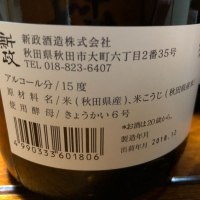 新政
新政酒造株式会社
秋田県秋田市大町六丁目2番35号
TEL 018-823-6407
アルコール分/15度
原材料名/米(秋田県産)、米こうじ(秋田県産米)
使用酵母/きょうかい6号
*お酒は20歳から。
製造年月
出荷年月 2018.12
4990333601806